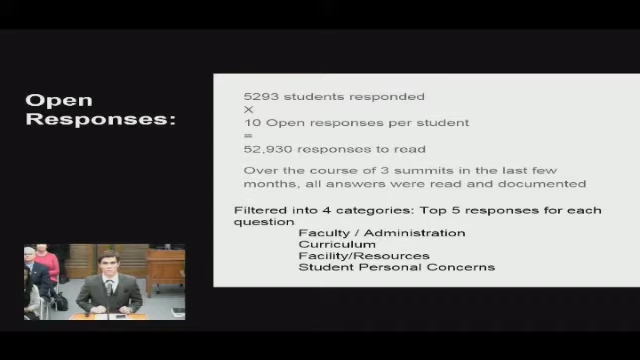 Open
Responses:
5293 students responded
X
10 Open responses per student
=
52,930 responses to read
Over the course of 3 summits in the last few
months, all answers were read and documented
Filtered into 4 categories: Top 5 responses for each
question
Faculty / Administration
Curriculum
Facility/Resources
Student Personal Concerns